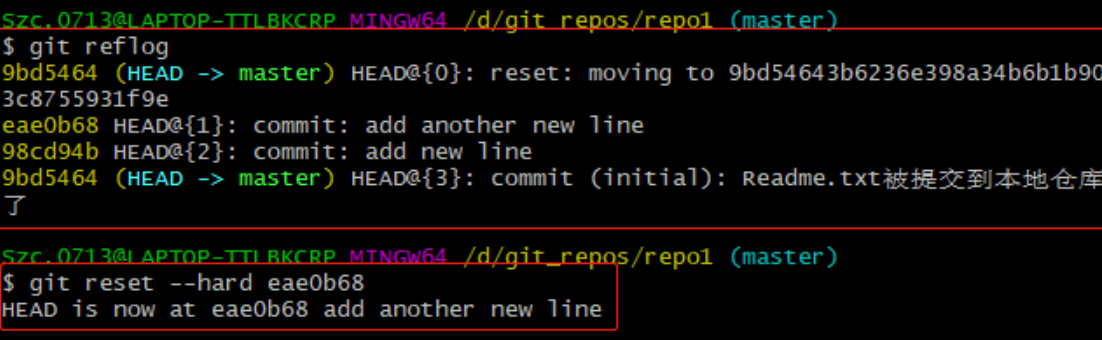 Szc.0713@LAPTOP-TTLBKCRP MINGW64 /d/git_repos/repo1 (master)
$ git reflog
9bd5464 (HEAD -> master) HEAD@{0}: reset: moving to 9bd54643b6236e398a34b6b1b90
3c8755931f9e
eae0b68 HEAD@{1}: commit: add another new line
98cd94b HEAD@{2}: commit: add new line
9bd5464 (HEAD -> master) HEAD@{3}: commit (initial): Readme.txt被提交到本地仓库
了
Szc.0713@LAPTOP-TTLBKCRP MINGW64 /d/git_repos/repo1 (master)
$ git reset --hard eae0b68
HEAD is now at eae0b68 add another new line